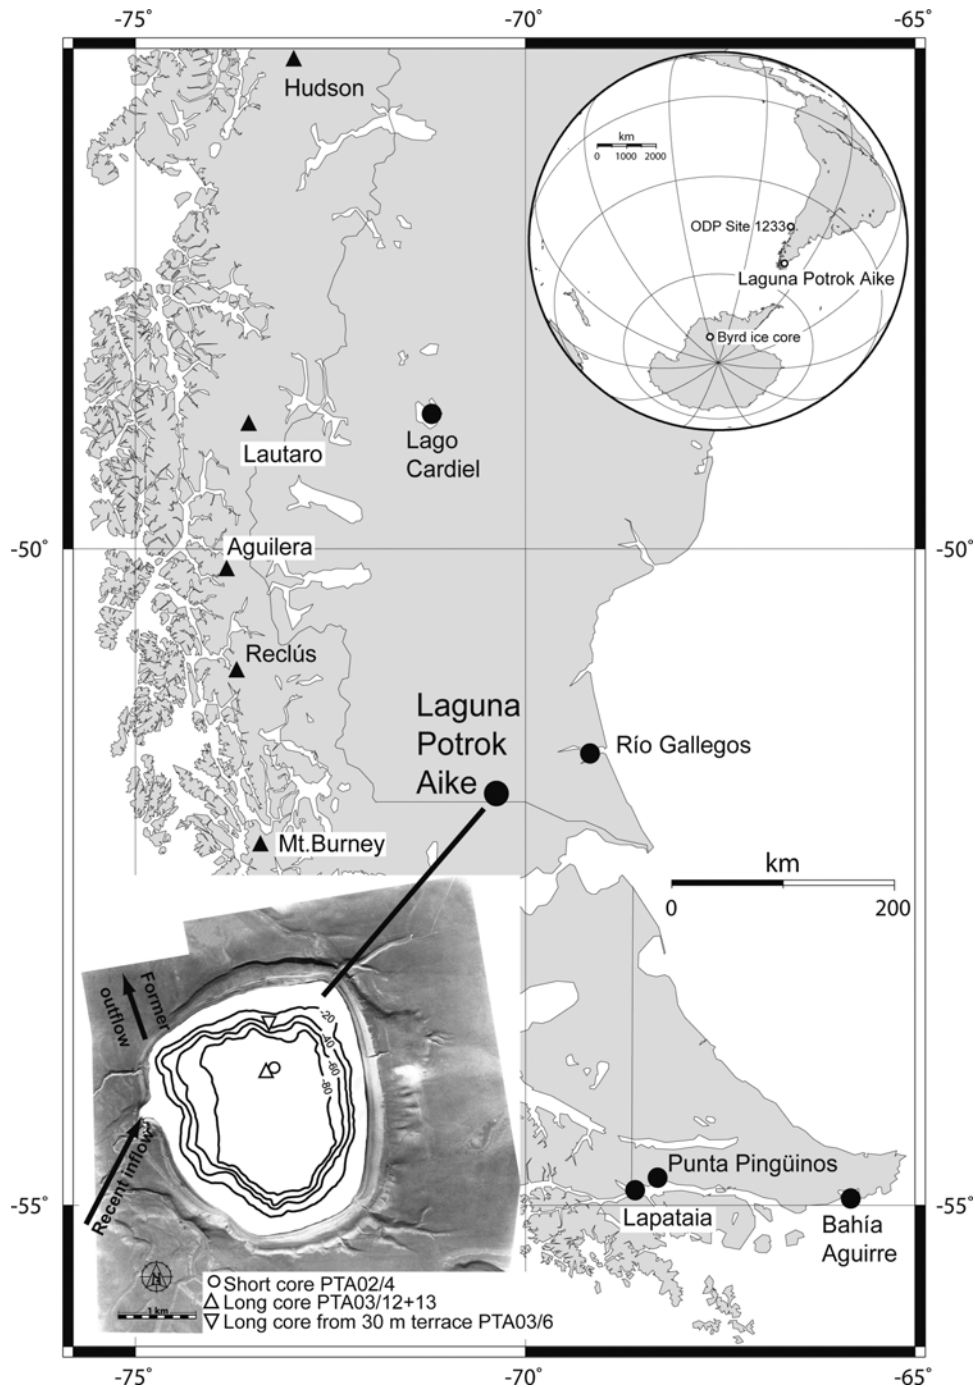 -75°
-70°
-65°
Hudson
km
0 1000 2000
ODP Site 1233
Laguna Potrok Aike
Byrd ice core
Lautaro
Lago
Cardiel
-50°
-50°
Aguilera
Reclús
Laguna
Potrok
Aike
Río Gallegos
Mt.Burney
km
0 200
Former
outflow
-20
-40
-60
-80
-80
Recent inflow
N
1 km
Short core PTA02/4
Long core PTA03/12+13
Long core from 30 m terrace PTA03/6
Punta Pingüinos
Lapataia
Bahía
Aguirre
-55°
-55°
-75°
-70°
-65°